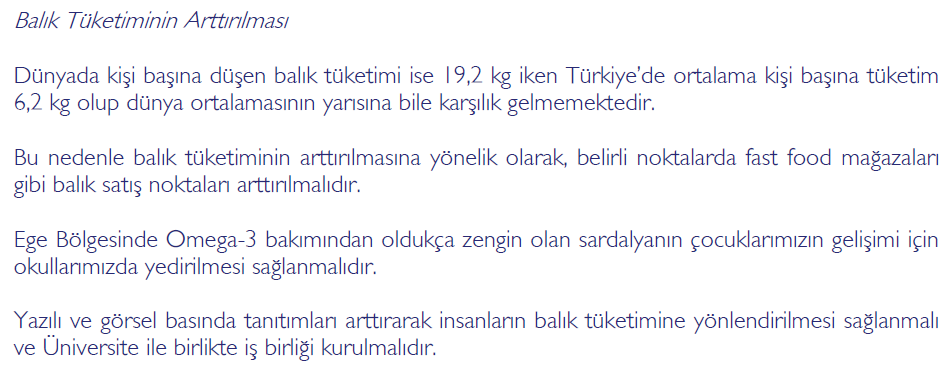 Balık Tüketiminin Arttırılması
Dünyada kişi başına düşen balık tüketimi ise 19,2 kg iken Türkiye’de ortalama kişi başına tüketim
6,2 kg olup dünya ortalamasının yarısına bile karşılık gelmemektedir.
Bu nedenle balık tüketiminin arttırılmasına yönelik olarak, belirli noktalarda fast food mağazaları
gibi balık satış noktaları arttırılmalıdır.
Ege Bölgesinde Omega-3 bakımından oldukça zengin olan sardalyanın çocuklarımızın gelişimi için
okullarımızda yedirilmesi sağlanmalıdır.
Yazılı ve görsel basında tanıtımları arttırarak insanların balık tüketimine yönlendirilmesi sağlanmalı
ve Üniversite ile birlikte iş birliği kurulmalıdır.